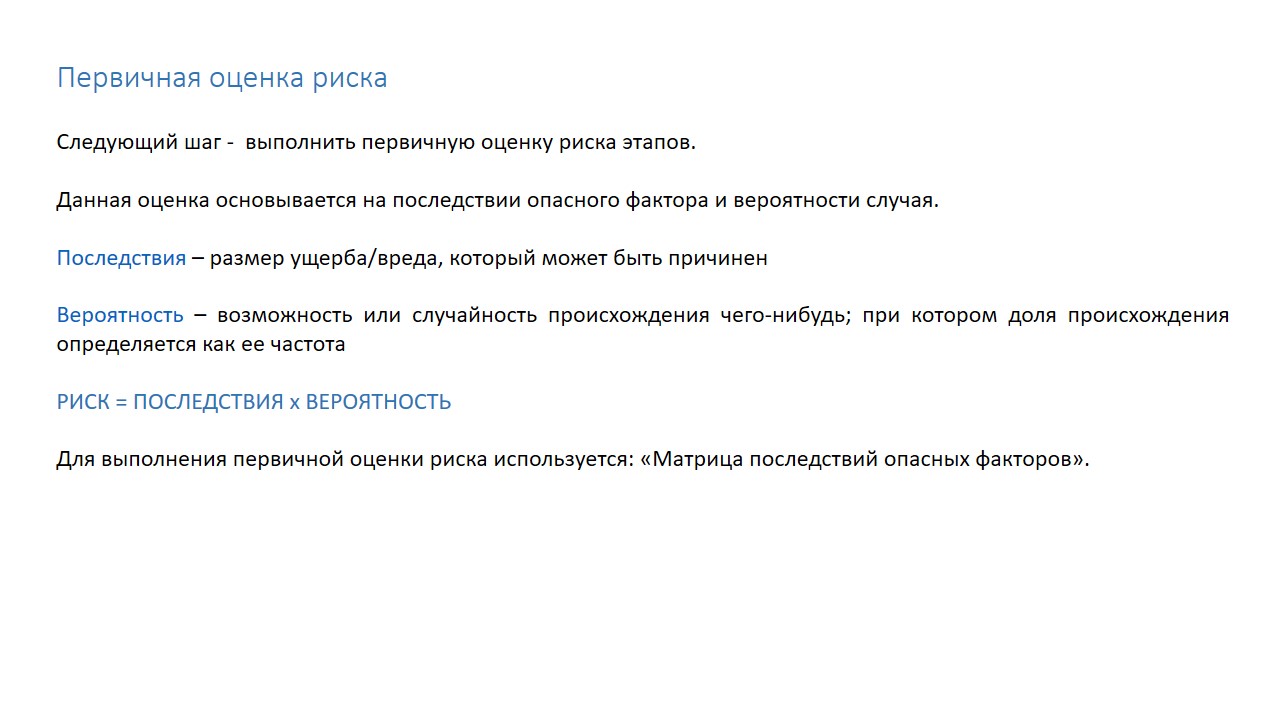 Первичная оценка риска
Следующий шаг -  выполнить первичную оценку риска этапов.
Данная оценка основывается на последствии опасного фактора и вероятности случая.
Последствия – размер ущерба/вреда, который может быть причинен
Вероятность – возможность или случайность происхождения чего-нибудь; при котором доля происхождения
определяется как ее частота
РИСК = ПОСЛЕДСТВИЯ х ВЕРОЯТНОСТЬ
Для выполнения первичной оценки риска используется: «Матрица последствий опасных факторов».